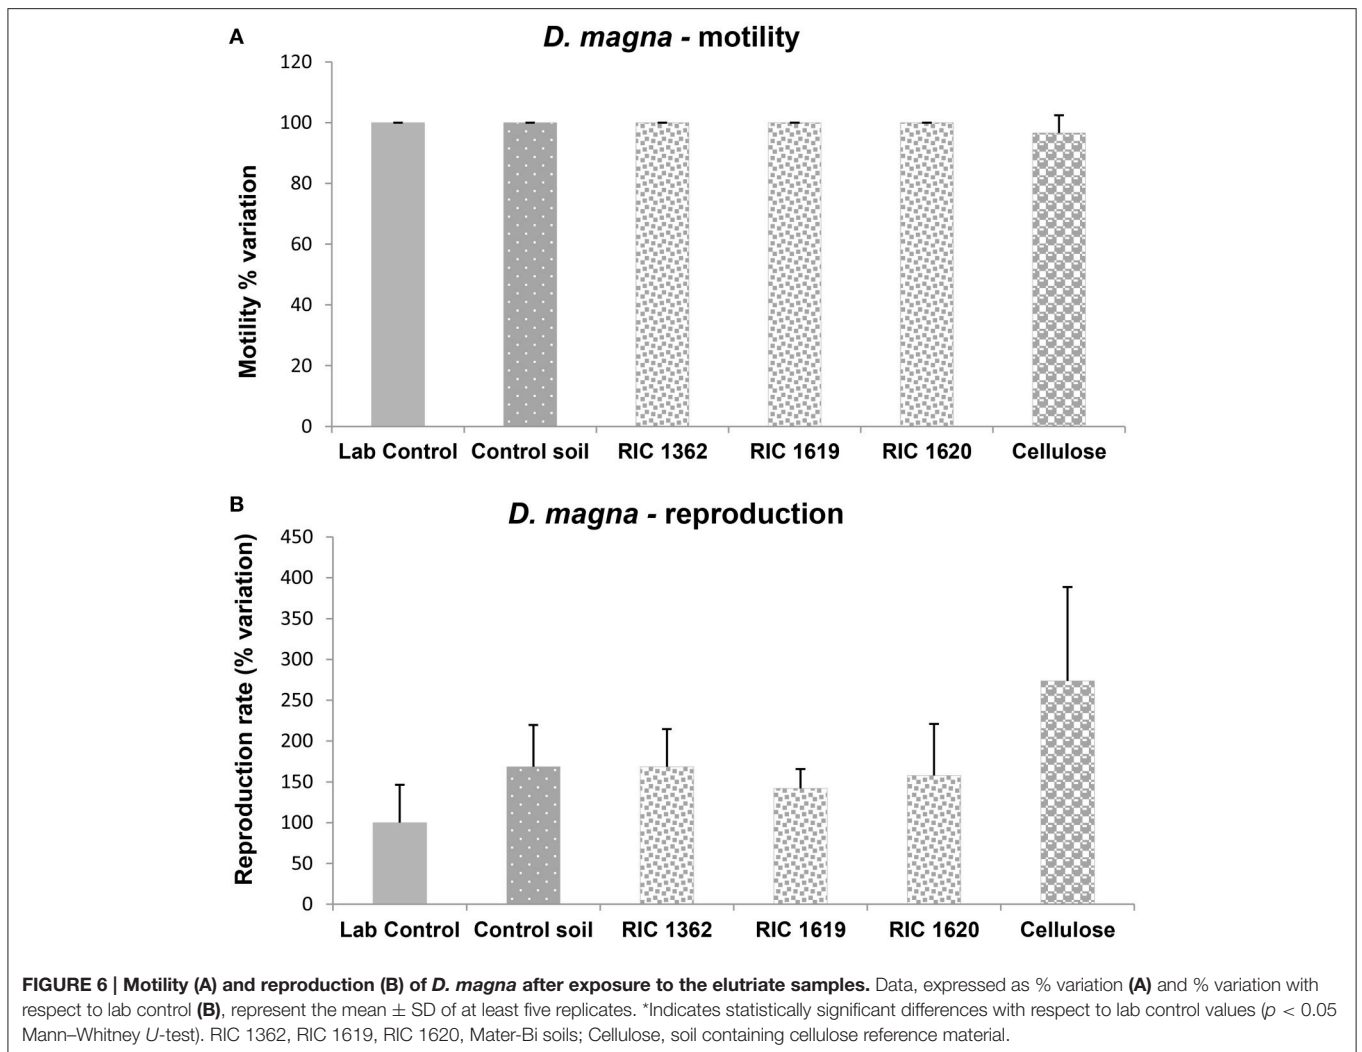 A
D. magna - motility
Motility % variation
120
100
80
60
40
20
0
Lab Control Control soil RIC 1362 RIC 1619 RIC 1620 Cellulose
B
D. magna - reproduction
Reproduction rate (% variation)
450
400
350
300
250
200
150
100
50
0
Lab Control Control soil RIC 1362 RIC 1619 RIC 1620 Cellulose
FIGURE 6 | Motility (A) and reproduction (B) of D. magna after exposure to the elutriate samples. Data, expressed as % variation (A) and % variation with
respect to lab control (B), represent the mean ± SD of at least five replicates. *Indicates statistically significant differences with respect to lab control values (p < 0.05
Mann–Whitney U-test). RIC 1362, RIC 1619, RIC 1620, Mater-Bi soils; Cellulose, soil containing cellulose reference material.